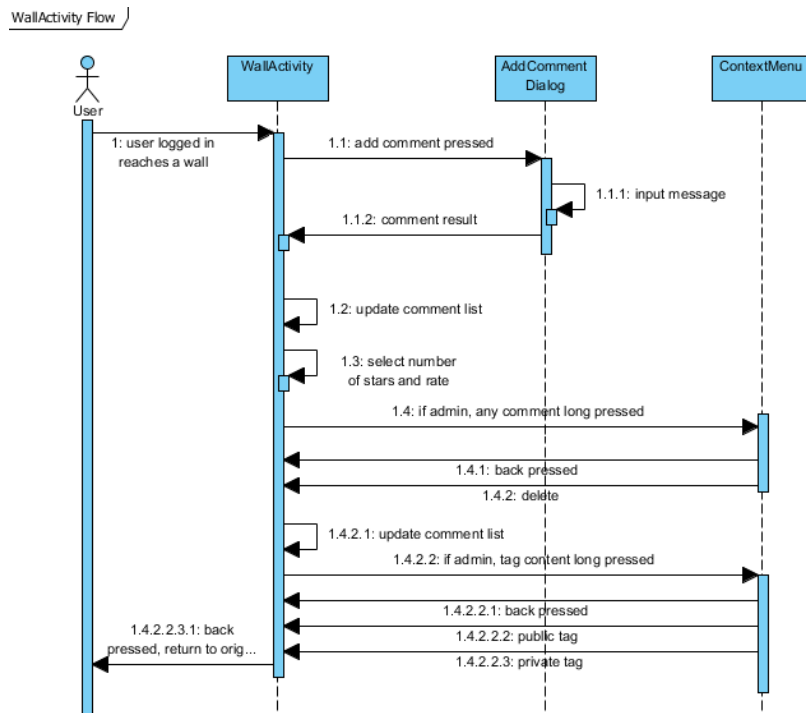 WallActivity Flow
User
WallActivity
AddComment
Dialog
ContextMenu
1: user logged in
reaches a wall
1.1: add comment pressed
1.1.1: input message
1.1.2: comment result
1.2: update comment list
1.3: select number
of stars and rate
1.4: if admin, any comment long pressed
1.4.1: back pressed
1.4.2: delete
1.4.2.1: update comment list
1.4.2.2: if admin, tag content long pressed
1.4.2.2.1: back pressed
1.4.2.2.2: public tag
1.4.2.2.3: private tag
1.4.2.2.3.1: back
pressed, return to orig...